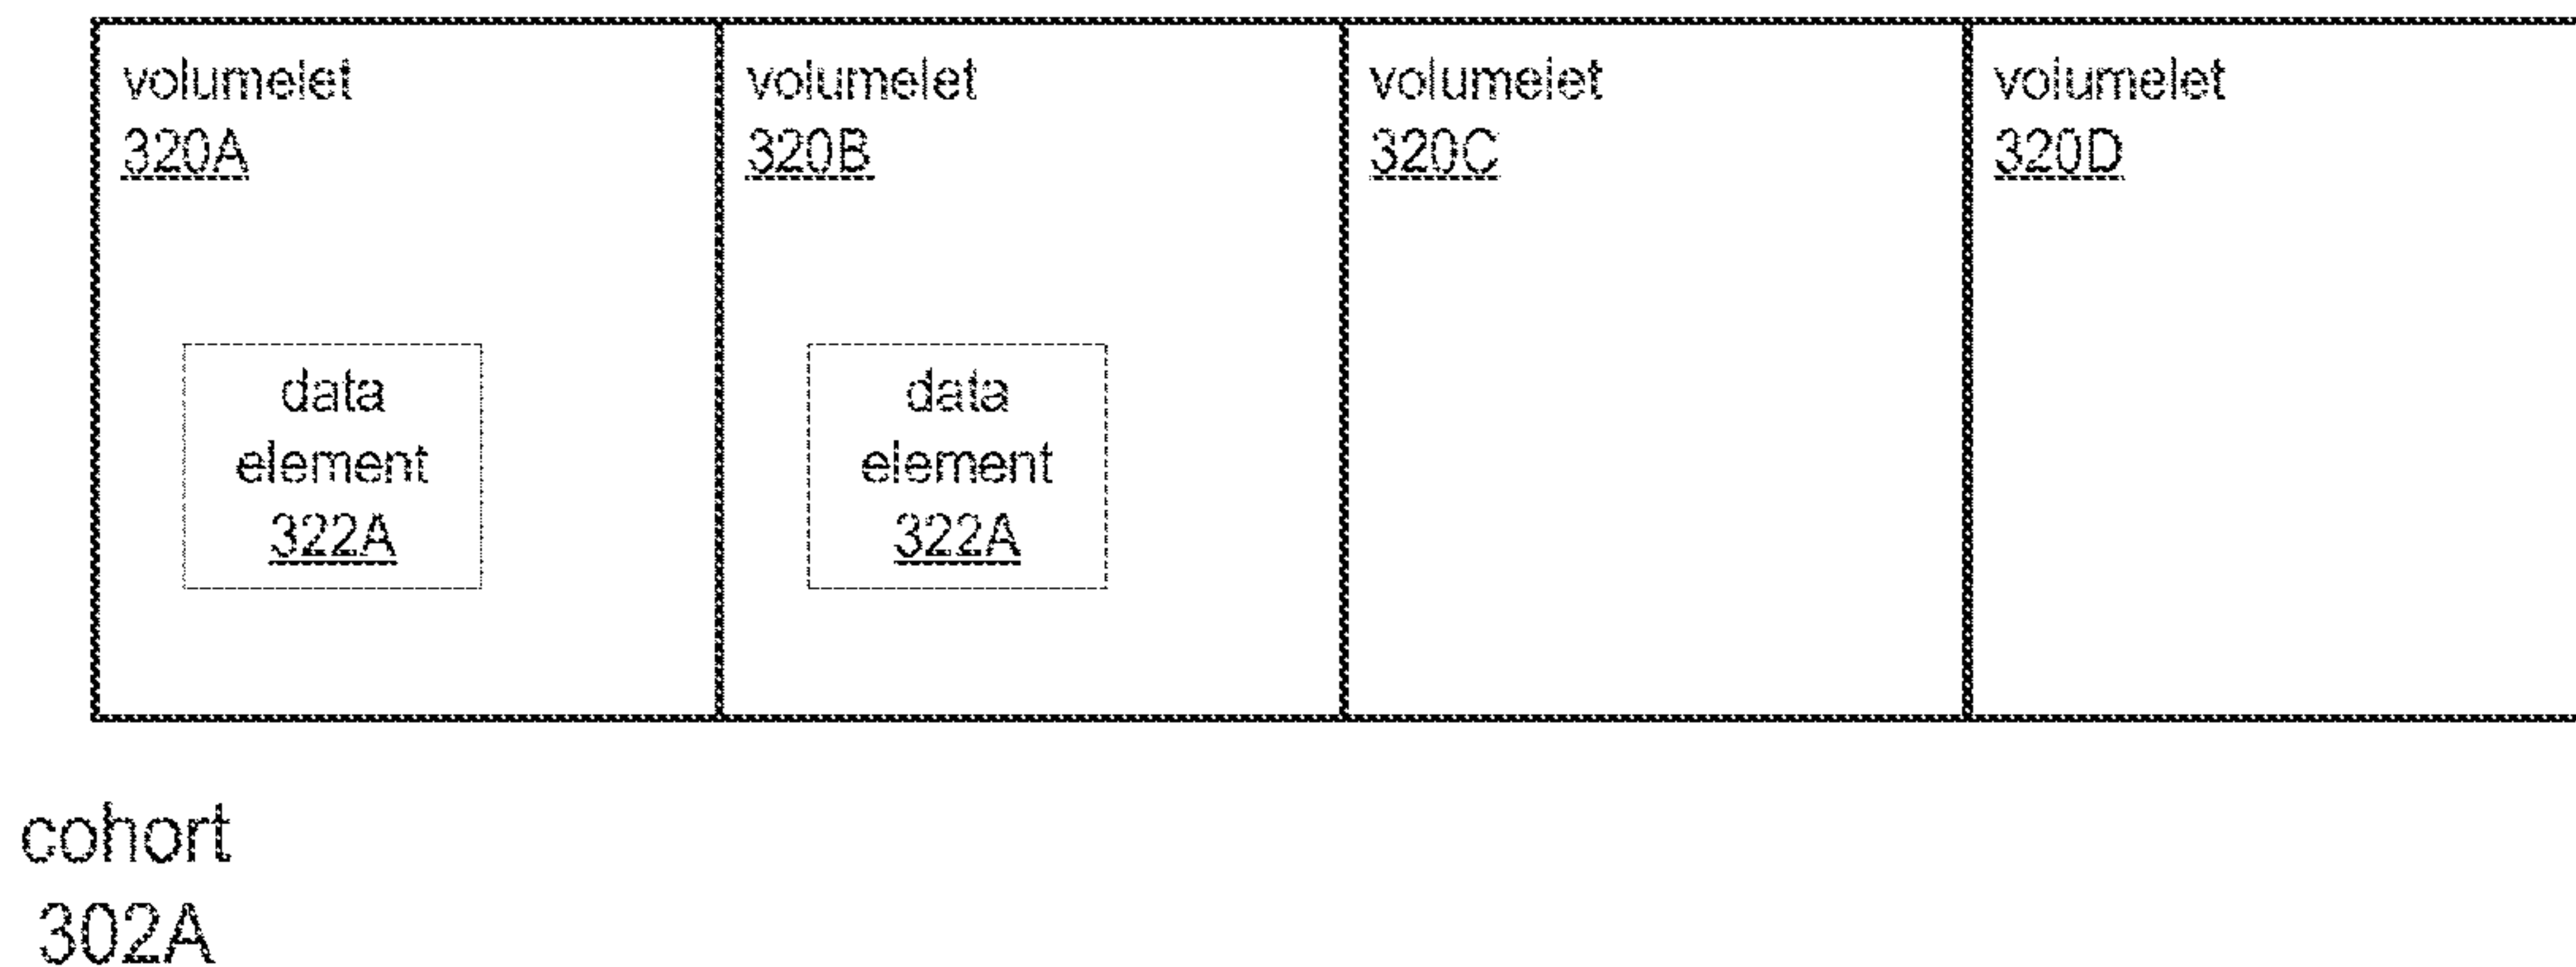 volumelet
320A
volumelet
320B
volumelet
320C
volumelet
320D
data
element
322A
data
element
322A
cohort
302A